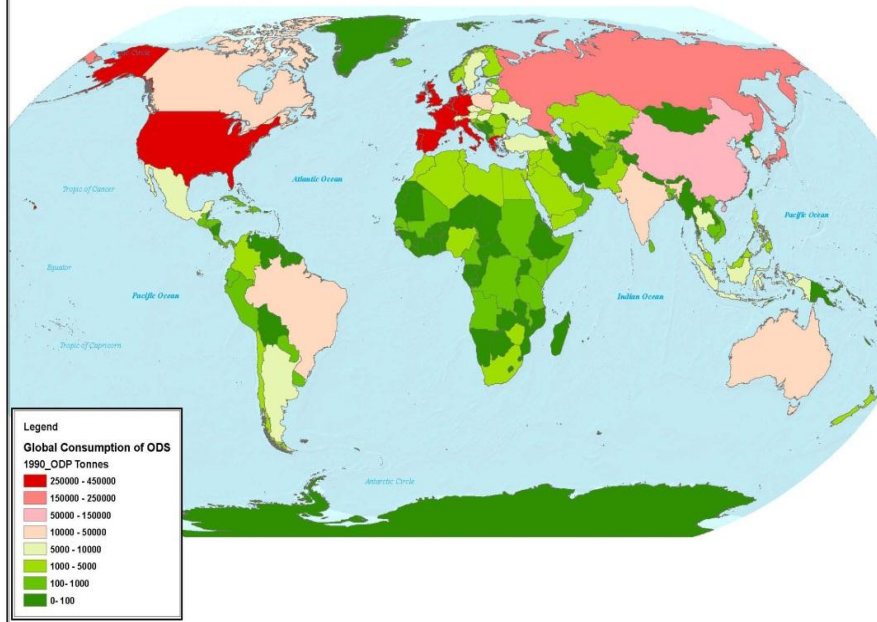 Arctic Circle
Tropic of Cancer
Atlantic Ocean
Pacific Ocean
Equator
Pacific Ocean
Indian Ocean
Tropic of Capricorn
Antarctic Circle
Legend
Global Consumption of ODS
1990_ODP Tonnes
250000 - 450000
150000 - 250000
50000 - 150000
10000 - 50000
5000 - 10000
1000 - 5000
100- 1000
0- 100